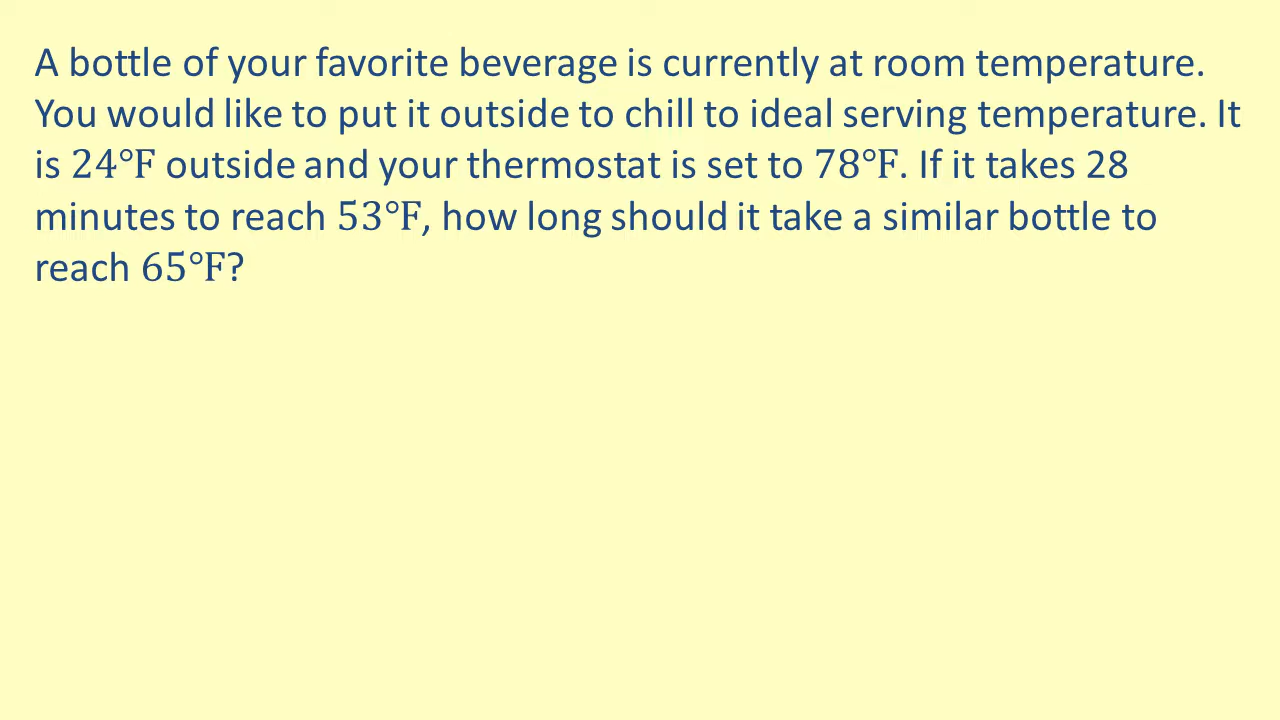 A bottle of your favorite beverage is currently at room temperature.
You would like to put it outside to chill to ideal serving temperature. It
is 24°F outside and your thermostat is set to 78°F. If it takes 28
minutes to reach 53°F, how long should it take a similar bottle to
reach 65°F?